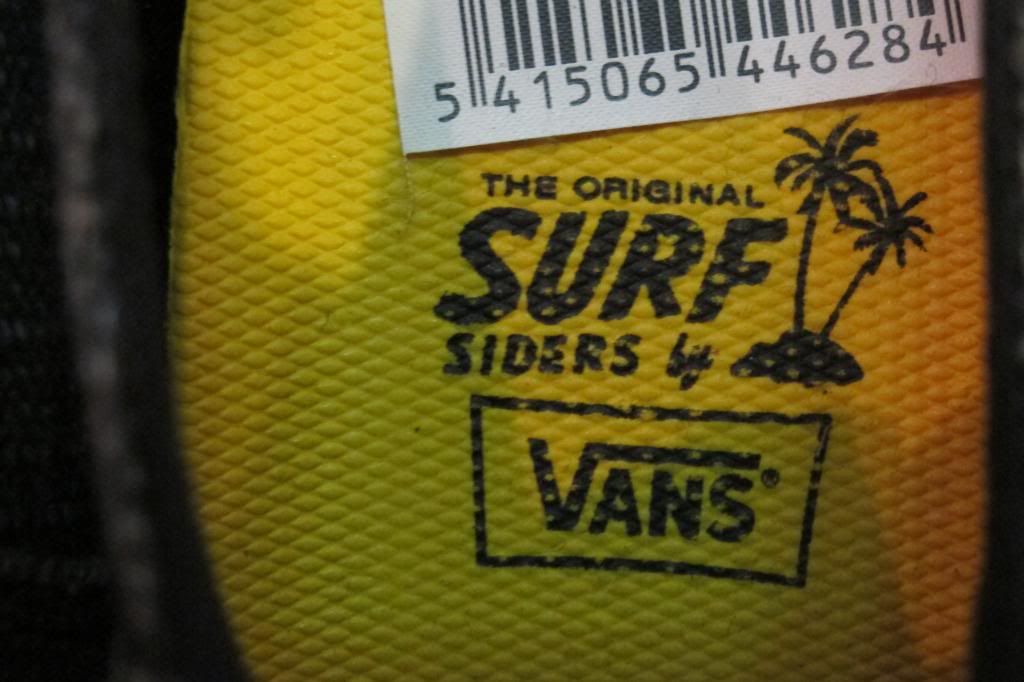 5 415065 446284
THE ORIGINAL
SURF
SIDERS by
VANS®